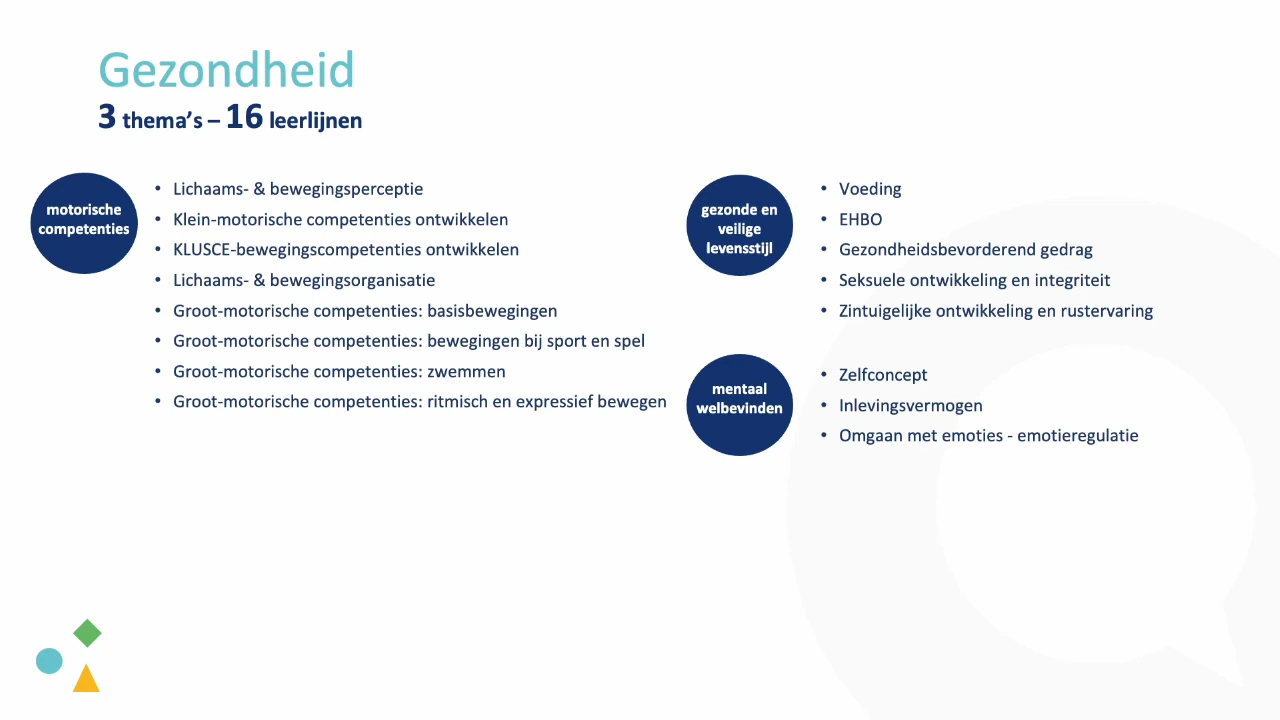 Gezondheid
3 thema's – 16 leerlijnen
motorische
competenties
• Lichaams- & bewegingsperceptie
• Klein-motorische competenties ontwikkelen
• KLUSCE-bewegingscompetenties ontwikkelen
• Lichaams- & bewegingsorganisatie
• Groot-motorische competenties: basisbewegingen
• Groot-motorische competenties: bewegingen bij sport en spel
• Groot-motorische competenties: zwemmen
• Groot-motorische competenties: ritmisch en expressief bewegen
gezonde en
veilige
levensstijl
• Voeding
• EHBO
• Gezondheidsbevorderend gedrag
• Seksuele ontwikkeling en integriteit
• Zintuigelijke ontwikkeling en rustervaring
mentaal
welbevinden
• Zelfconcept
• Inlevingsvermogen
• Omgaan met emoties - emotieregulatie